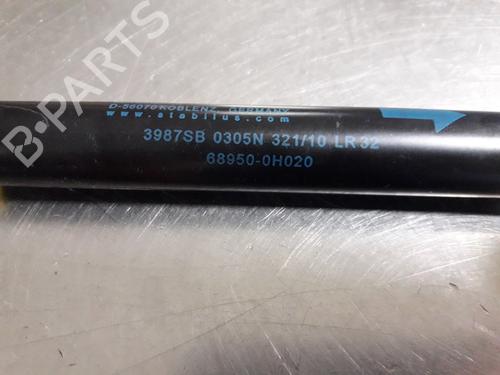 D-56070 KOBLENZ, GERMANY
www.stabilus.com
3987SB 0305N 321/10 LR 32
68950-0H020
B-PARTS